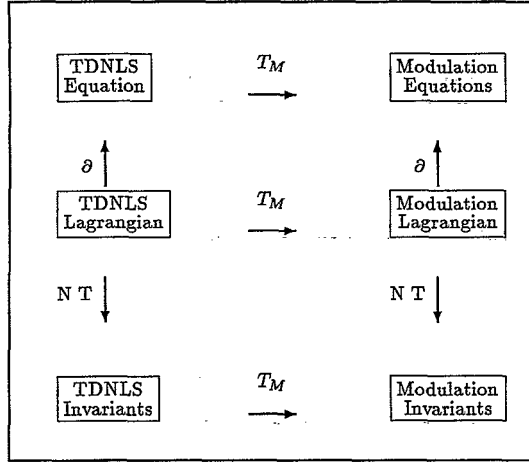 TDNLS
Equation
T_M
Modulation
Equations
∂
∂
TDNLS
Lagrangian
T_M
Modulation
Lagrangian
N T
N T
TDNLS
Invariants
T_M
Modulation
Invariants